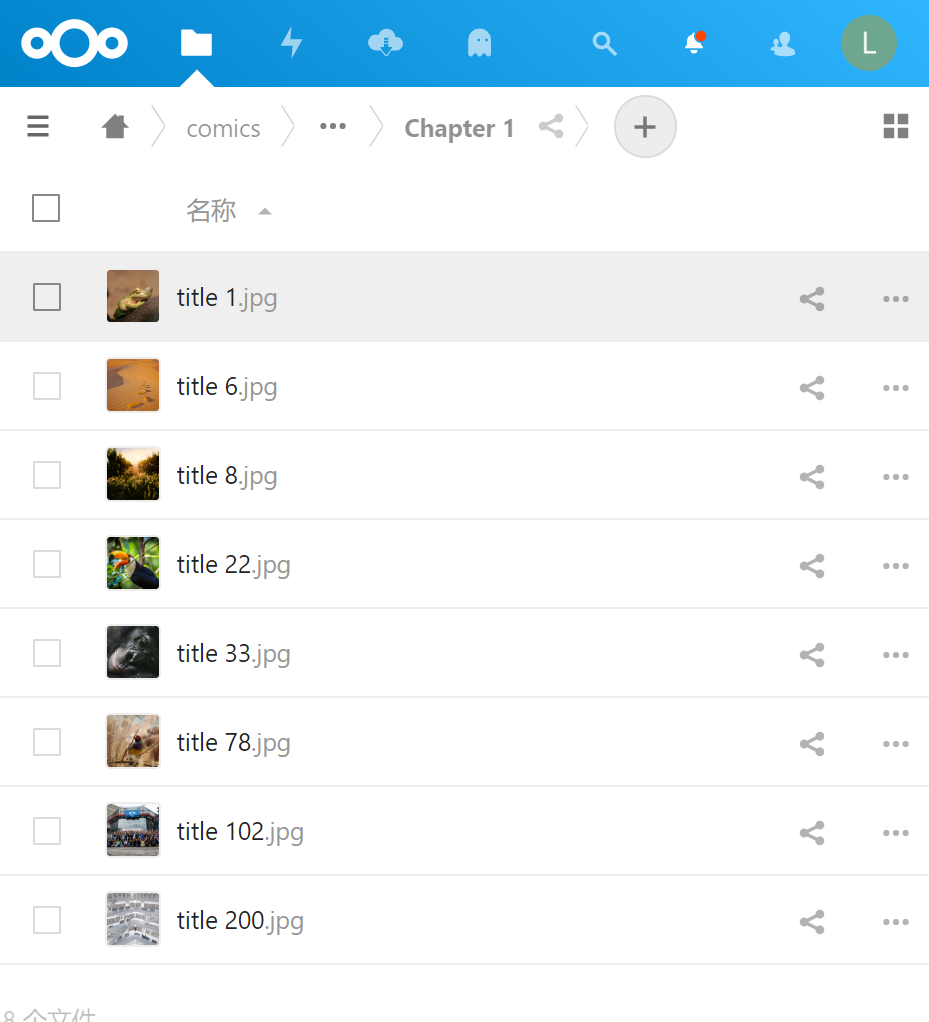 L
comics
Chapter 1
名称
title 1.jpg
title 6.jpg
title 8.jpg
title 22.jpg
title 33.jpg
title 78.jpg
title 102.jpg
title 200.jpg
8 个文件